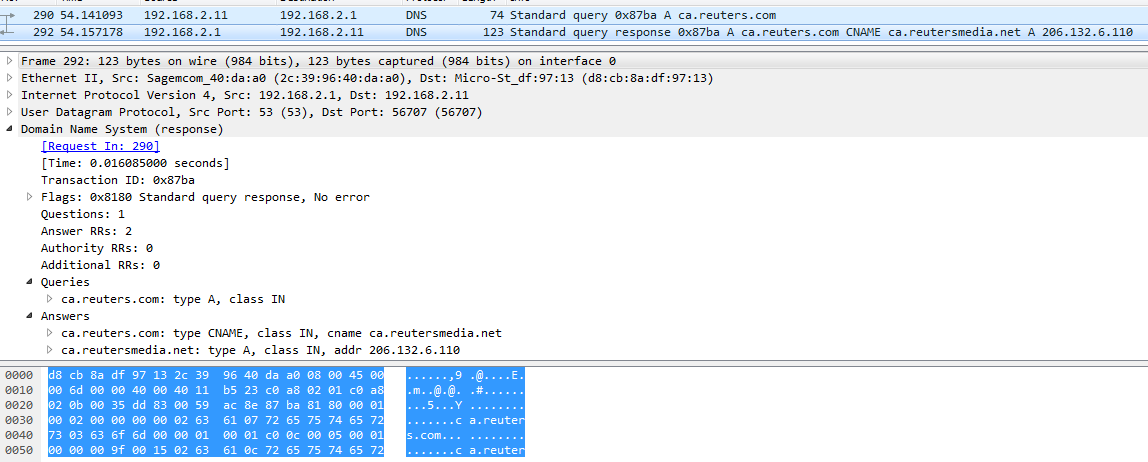 290 54.141093 192.168.2.11 192.168.2.1 DNS 74 Standard query 0x87ba A ca.reuters.com
292 54.157178 192.168.2.1 192.168.2.11 DNS 123 Standard query response 0x87ba A ca.reuters.com CNAME ca.reutersmedia.net A 206.132.6.110
Frame 292: 123 bytes on wire (984 bits), 123 bytes captured (984 bits) on interface 0
Ethernet II, Src: Sagemcom_40:da:a0 (2c:39:96:40:da:a0), Dst: Micro-St_df:97:13 (d8:cb:8a:df:97:13)
Internet Protocol Version 4, Src: 192.168.2.1, Dst: 192.168.2.11
User Datagram Protocol, Src Port: 53 (53), Dst Port: 56707 (56707)
Domain Name System (response)
[Request In: 290]
[Time: 0.016085000 seconds]
Transaction ID: 0x87ba
Flags: 0x8180 Standard query response, No error
Questions: 1
Answer RRs: 2
Authority RRs: 0
Additional RRs: 0
Queries
ca.reuters.com: type A, class IN
Answers
ca.reuters.com: type CNAME, class IN, cname ca.reutersmedia.net
ca.reutersmedia.net: type A, class IN, addr 206.132.6.110
0000 d8 cb 8a df 97 13 2c 39 96 40 da a0 08 00 45 00 ......,9 .@....E.
0010 00 6d 00 00 40 00 40 11 b5 23 c0 a8 02 01 c0 a8 .m..@.@. .#......
0020 02 0b 00 35 dd 83 00 59 ac 8e 87 ba 81 80 00 01 ...5...Y ........
0030 00 02 00 00 00 00 02 63 61 07 72 65 75 74 65 72 .......c a.reuter
0040 73 03 63 6f 6d 00 00 01 00 01 c0 0c 00 05 00 01 s.com... ........
0050 00 00 00 9f 00 15 02 63 61 0c 72 65 75 74 65 72 .......c a.reuter